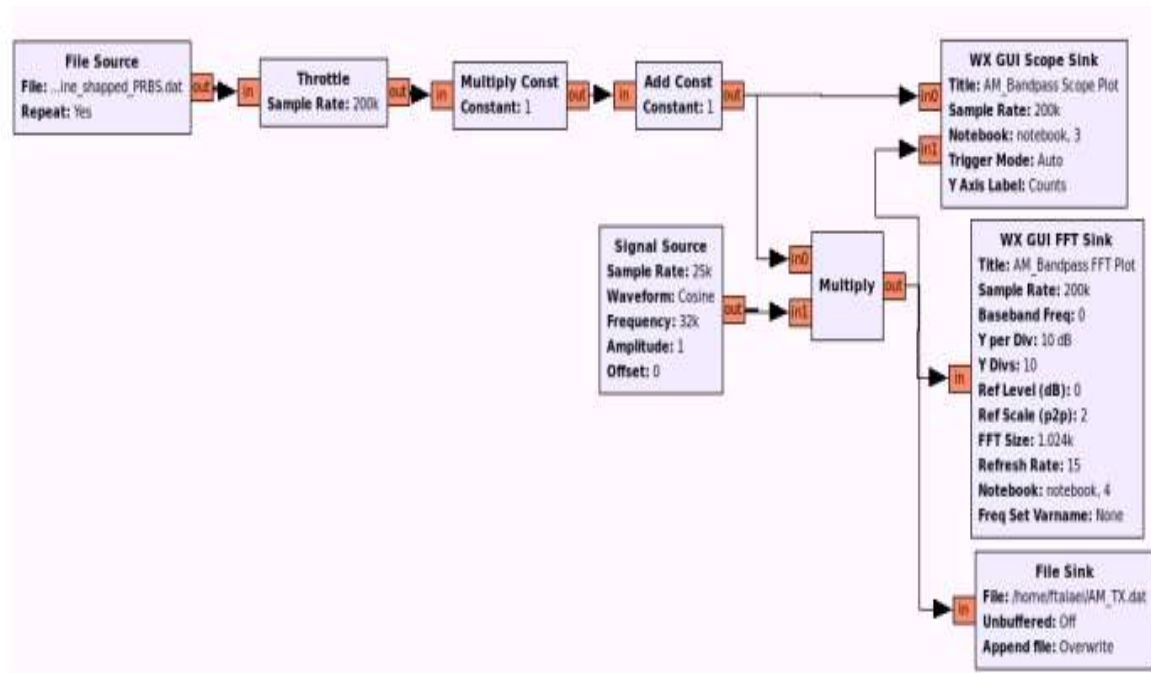 File Source
File: ...ine_shapped_PRBS.dat
Repeat: Yes
out
in
Throttle
Sample Rate: 200k
out
in
Multiply Const
Constant: 1
out
in
Add Const
Constant: 1
out
in0
in1
WX GUI Scope Sink
Title: AM_Bandpass Scope Plot
Sample Rate: 200k
Notebook: notebook, 3
Trigger Mode: Auto
Y Axis Label: Counts
Signal Source
Sample Rate: 25k
Waveform: Cosine
Frequency: 32k
Amplitude: 1
Offset: 0
out
in0
in1
Multiply
out
in
WX GUI FFT Sink
Title: AM_Bandpass FFT Plot
Sample Rate: 200k
Baseband Freq: 0
Y per Div: 10 dB
Y Divs: 10
Ref Level (dB): 0
Ref Scale (p2p): 2
FFT Size: 1.024k
Refresh Rate: 15
Notebook: notebook, 4
Freq Set Varname: None
in
File Sink
File: /home/ftalaei/AM_TX.dat
Unbuffered: Off
Append file: Overwrite